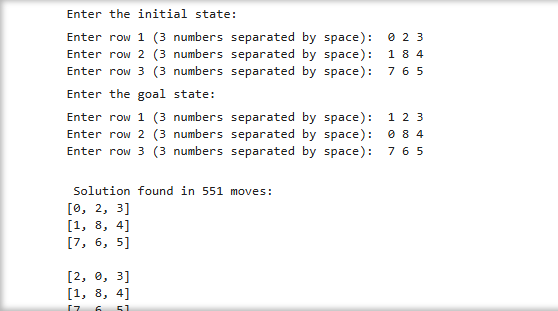 Enter the initial state:
Enter row 1 (3 numbers separated by space): 0 2 3
Enter row 2 (3 numbers separated by space): 1 8 4
Enter row 3 (3 numbers separated by space): 7 6 5
Enter the goal state:
Enter row 1 (3 numbers separated by space): 1 2 3
Enter row 2 (3 numbers separated by space): 0 8 4
Enter row 3 (3 numbers separated by space): 7 6 5
Solution found in 551 moves:
[0, 2, 3]
[1, 8, 4]
[7, 6, 5]
[2, 0, 3]
[1, 8, 4]
[7, 6, 5]